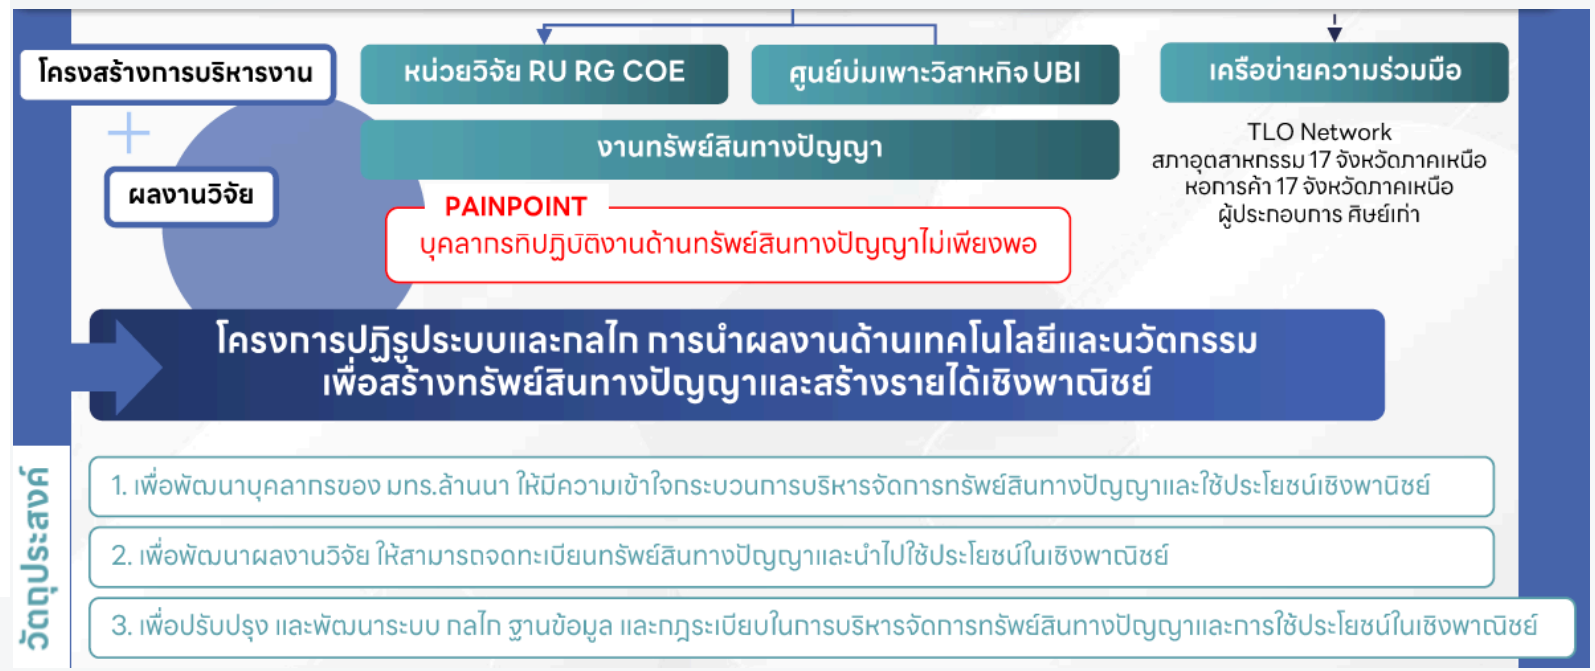 โครงสร้างการบริหารงาน
หน่วยวิจัย RU RG COE
ศูนย์บ่มเพาะวิสาหกิจ UBI
เครือข่ายความร่วมมือ
งานทรัพย์สินทางปัญญา
TLO Network
สภาอุตสาหกรรม 17 จังหวัดภาคเหนือ
หอการค้า 17 จังหวัดภาคเหนือ
ผู้ประกอบการ ศิษย์เก่า
ผลงานวิจัย
PAINPOINT
บุคลากรที่ปฏิบัติงานด้านทรัพย์สินทางปัญญาไม่เพียงพอ
โครงการปฏิรูประบบและกลไก การนำผลงานด้านเทคโนโลยีและนวัตกรรม
เพื่อสร้างทรัพย์สินทางปัญญาและสร้างรายได้เชิงพาณิชย์
วัตถุประสงค์
1. เพื่อพัฒนาบุคลากรของ มทร.ล้านนา ให้มีความเข้าใจกระบวนการบริหารจัดการทรัพย์สินทางปัญญาและใช้ประโยชน์เชิงพานิชย์
2. เพื่อพัฒนาผลงานวิจัย ให้สามารถจดทะเบียนทรัพย์สินทางปัญญาและนำไปใช้ประโยชน์ในเชิงพาณิชย์
3. เพื่อปรับปรุง และพัฒนาระบบ กลไก ฐานข้อมูล และกฎระเบียบในการบริหารจัดการทรัพย์สินทางปัญญาและการใช้ประโยชน์ในเชิงพาณิชย์